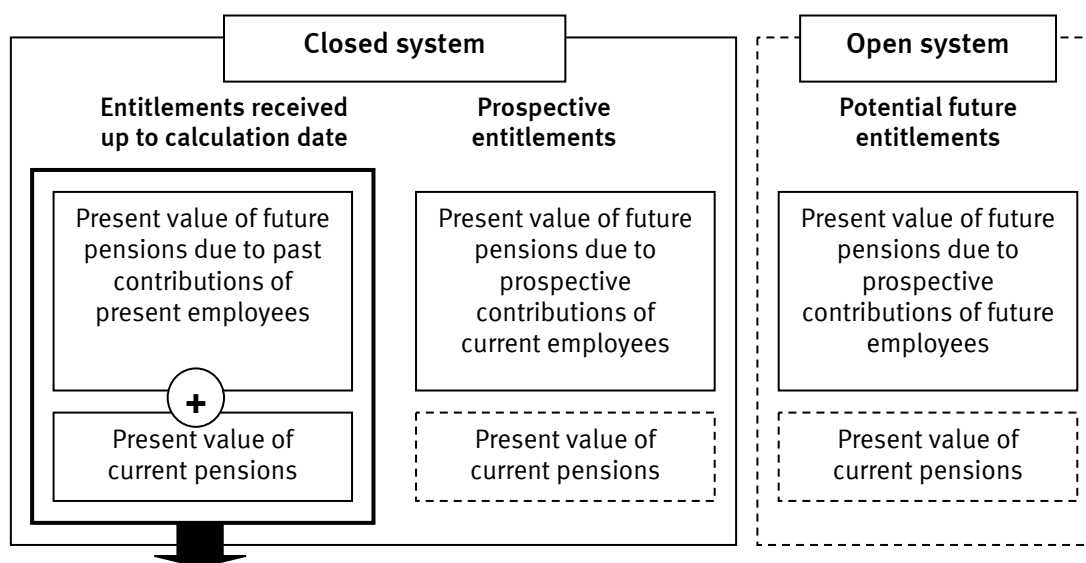 Closed system
Open system
Entitlements received
up to calculation date
Prospective
entitlements
Potential future
entitlements
Present value of future
pensions due to past
contributions of
present employees
Present value of future
pensions due to
prospective
contributions of
current employees
Present value of future
pensions due to
prospective
contributions of future
employees
+
Present value of
current pensions
Present value of
current pensions
Present value of
current pensions